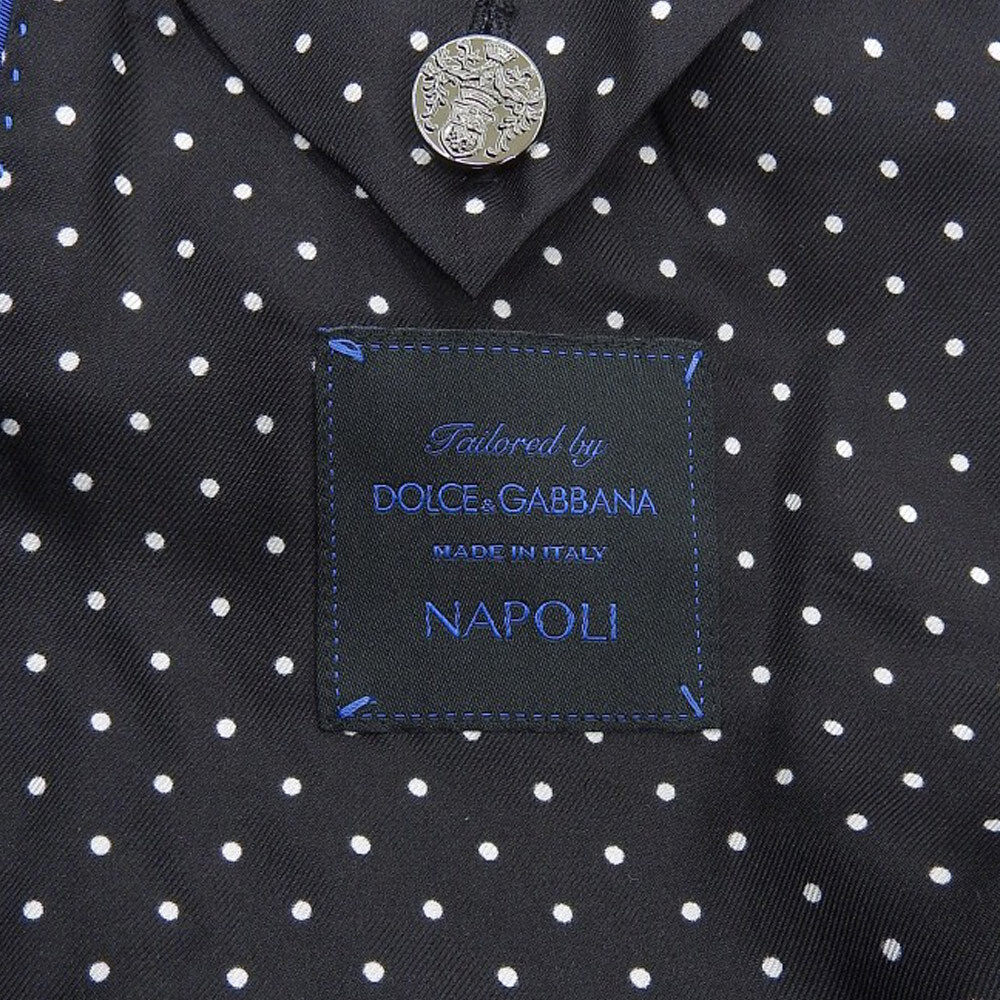 Tailored by
DOLCE & GABBANA
MADE IN ITALY
NAPOLI